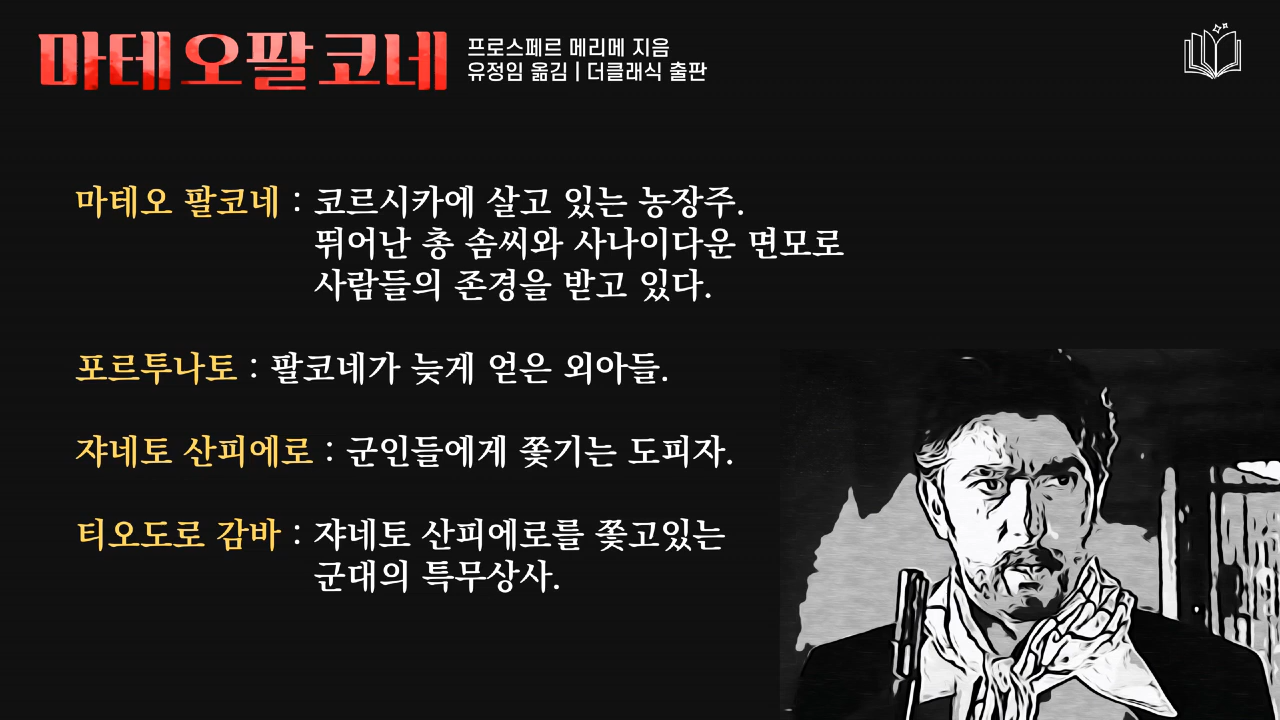 마테오팔코네
프로스페르 메리메 지음
유정임 옮김 | 더클래식 출판
마테오 팔코네 : 코르시카에 살고 있는 농장주.
뛰어난 총 솜씨와 사나이다운 면모로
사람들의 존경을 받고 있다.
포르투나토 : 팔코네가 늦게 얻은 외아들.
쟈네토 산피에로 : 군인들에게 쫓기는 도피자.
티오도로 감바 : 쟈네토 산피에로를 쫓고있는
군대의 특무상사.